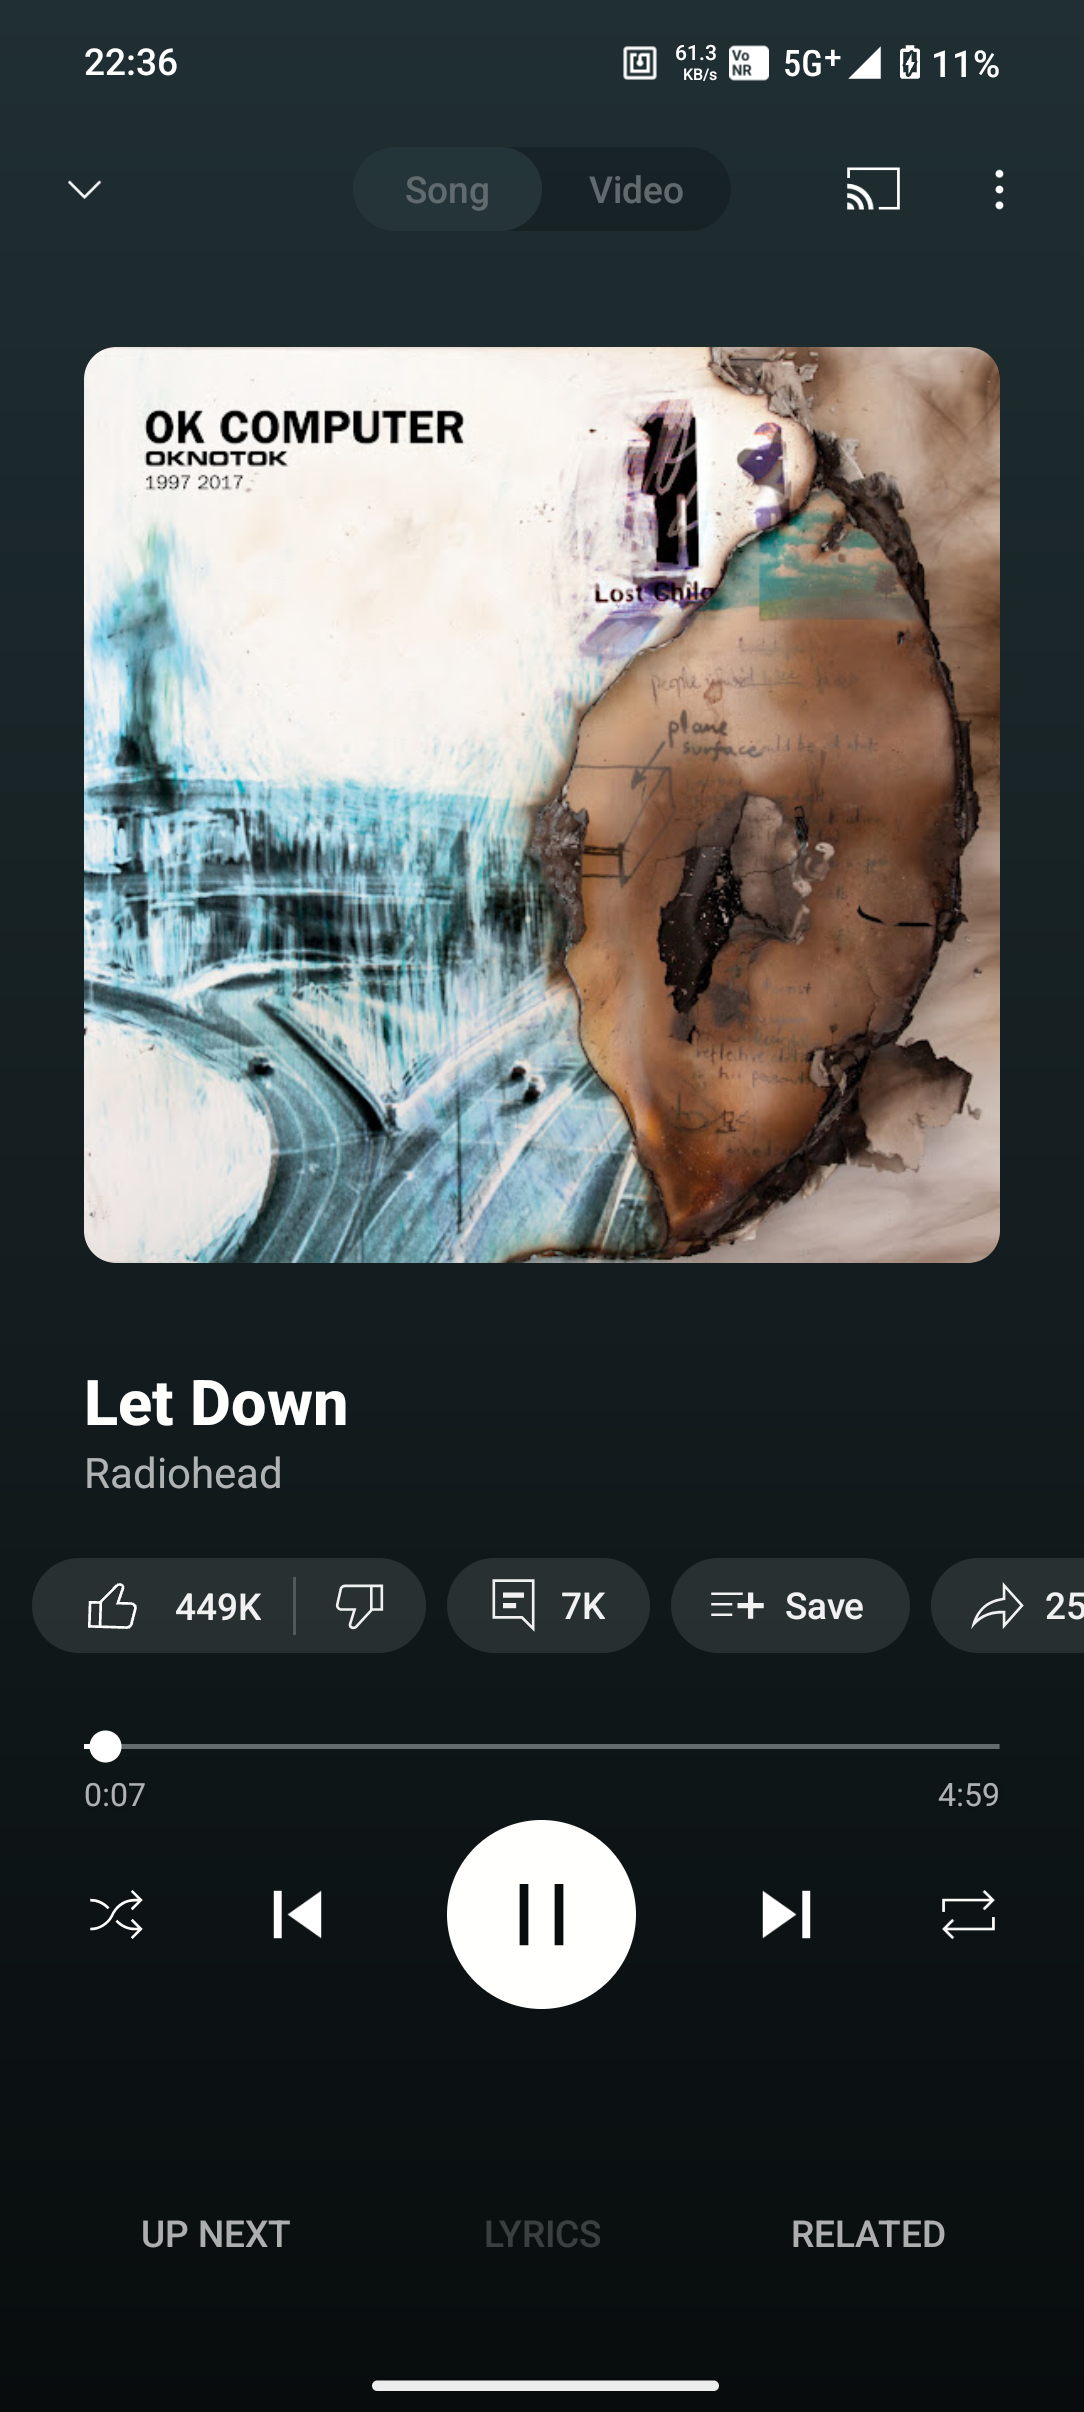 22:36
61.3
KB/s
Vo
NR
5G+
11%
Song
Video
OK COMPUTER
OKNOTOK
1997 2017
Lost Child
people
plane
surface
Let Down
Radiohead
449K
7K
Save
25
0:07
4:59
UP NEXT
LYRICS
RELATED